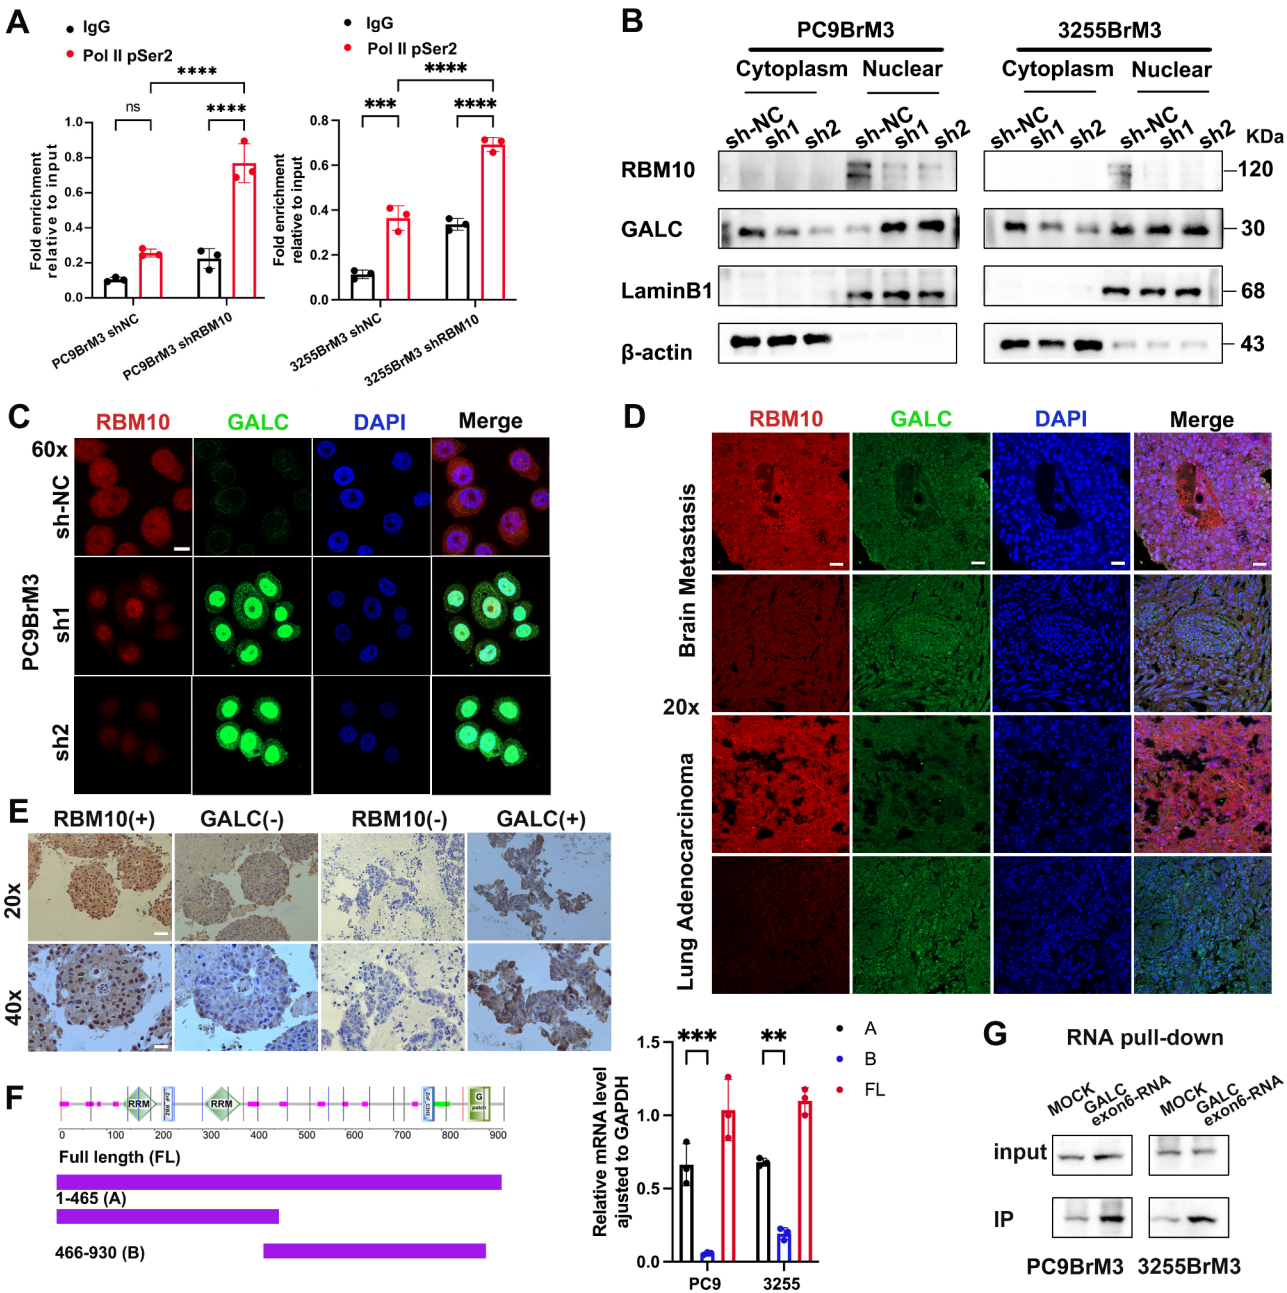 A
IgG
Pol II pSer2
****
ns
****
Fold enrichment
relative to input
1.0
0.8
0.6
0.4
0.2
0.0
PC9BrM3 shNC
PC9BrM3 shRBM10
IgG
Pol II pSer2
****
***
****
Fold enrichment
relative to input
0.8
0.6
0.4
0.2
0.0
3255BrM3 shNC
3255BrM3 shRBM10
B
PC9BrM3
3255BrM3
Cytoplasm Nuclear
Cytoplasm Nuclear
sh-NC sh1 sh2 sh-NC sh1 sh2
sh-NC sh1 sh2 sh-NC sh1 sh2
KDa
RBM10
120
GALC
30
LaminB1
68
β-actin
43
C
RBM10 GALC DAPI Merge
60x
PC9BrM3
sh-NC
sh1
sh2
D
RBM10 GALC DAPI Merge
20x
Brain Metastasis
Lung Adenocarcinoma
E
RBM10(+) GALC(-) RBM10(-) GALC(+)
20x
40x
F
RRM
ZnF_RBZ
RRM
ZnF_C2H2
G
patch
0 100 200 300 400 500 600 700 800 900
Full length (FL)
1-465 (A)
466-930 (B)
Relative mRNA level
ajusted to GAPDH
1.5
1.0
0.5
0.0
***
**
PC9
3255
A
B
FL
G
RNA pull-down
MOCK
GALC
exon6-RNA
MOCK
GALC
exon6-RNA
input
IP
PC9BrM3 3255BrM3